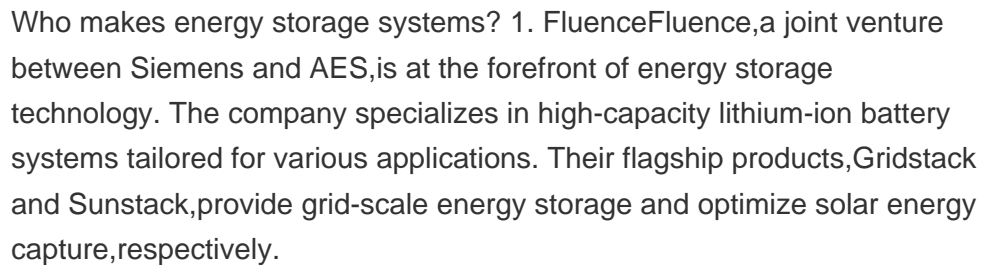 Who makes energy storage systems? 1. FluenceFluence,a joint venture
between Siemens and AES,is at the forefront of energy storage
technology. The company specializes in high-capacity lithium-ion battery
systems tailored for various applications. Their flagship products,Gridstack
and Sunstack,provide grid-scale energy storage and optimize solar energy
capture,respectively.